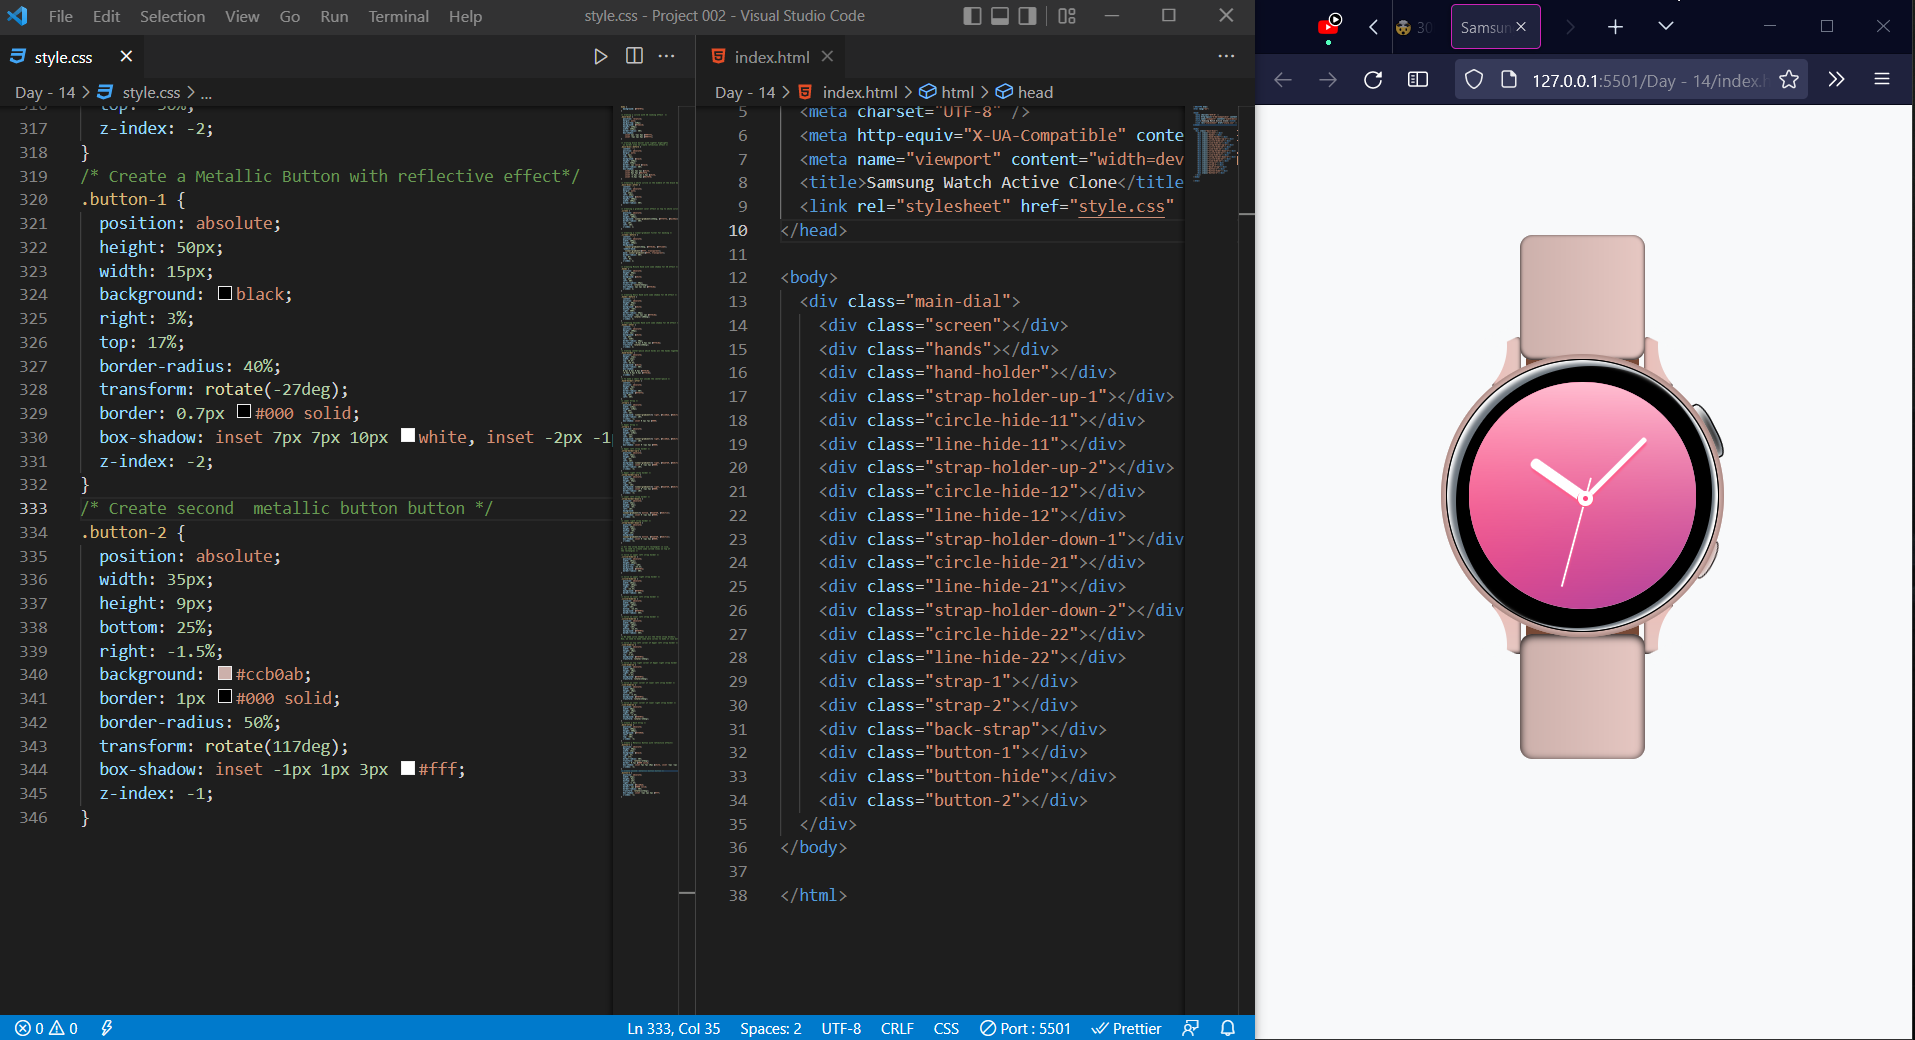 File Edit Selection View Go Run Terminal Help
style.css - Project 002 - Visual Studio Code
style.css
Day - 14 > style.css > ...
317 z-index: -2;
318 }
319 /* Create a Metallic Button with reflective effect*/
320 .button-1 {
321 position: absolute;
322 height: 50px;
323 width: 15px;
324 background: black;
325 right: 3%;
326 top: 17%;
327 border-radius: 40%;
328 transform: rotate(-27deg);
329 border: 0.7px #000 solid;
330 box-shadow: inset 7px 7px 10px white, inset -2px -1p
331 z-index: -2;
332 }
333 /* Create second  metallic button button */
334 .button-2 {
335 position: absolute;
336 width: 35px;
337 height: 9px;
338 bottom: 25%;
339 right: -1.5%;
340 background: #ccb0ab;
341 border: 1px #000 solid;
342 border-radius: 50%;
343 transform: rotate(117deg);
344 box-shadow: inset -1px 1px 3px #fff;
345 z-index: -1;
346 }
index.html
Day - 14 > index.html > html > head
5 <meta charset="UTF-8" />
6 <meta http-equiv="X-UA-Compatible" conte
7 <meta name="viewport" content="width=dev
8 <title>Samsung Watch Active Clone</title
9 <link rel="stylesheet" href="style.css"
10 </head>
11
12 <body>
13 <div class="main-dial">
14 <div class="screen"></div>
15 <div class="hands"></div>
16 <div class="hand-holder"></div>
17 <div class="strap-holder-up-1"></div>
18 <div class="circle-hide-11"></div>
19 <div class="line-hide-11"></div>
20 <div class="strap-holder-up-2"></div>
21 <div class="circle-hide-12"></div>
22 <div class="line-hide-12"></div>
23 <div class="strap-holder-down-1"></div
24 <div class="circle-hide-21"></div>
25 <div class="line-hide-21"></div>
26 <div class="strap-holder-down-2"></div
27 <div class="circle-hide-22"></div>
28 <div class="line-hide-22"></div>
29 <div class="strap-1"></div>
30 <div class="strap-2"></div>
31 <div class="back-strap"></div>
32 <div class="button-1"></div>
33 <div class="button-hide"></div>
34 <div class="button-2"></div>
35 </div>
36 </body>
37
38 </html>
0 0
Ln 333, Col 35 Spaces: 2 UTF-8 CRLF CSS Port : 5501 Prettier
30 Samsun
127.0.0.1:5501/Day - 14/index.h